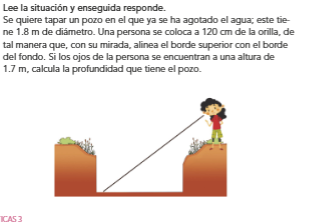 Lee la situación y enseguida responde.
Se quiere tapar un pozo en el que ya se ha agotado el agua; este tie-
ne 1.8 m de diámetro. Una persona se coloca a 120 cm de la orilla, de
tal manera que, con su mirada, alinea el borde superior con el borde
del fondo. Si los ojos de la persona se encuentran a una altura de
1.7 m, calcula la profundidad que tiene el pozo.
ICAS 3